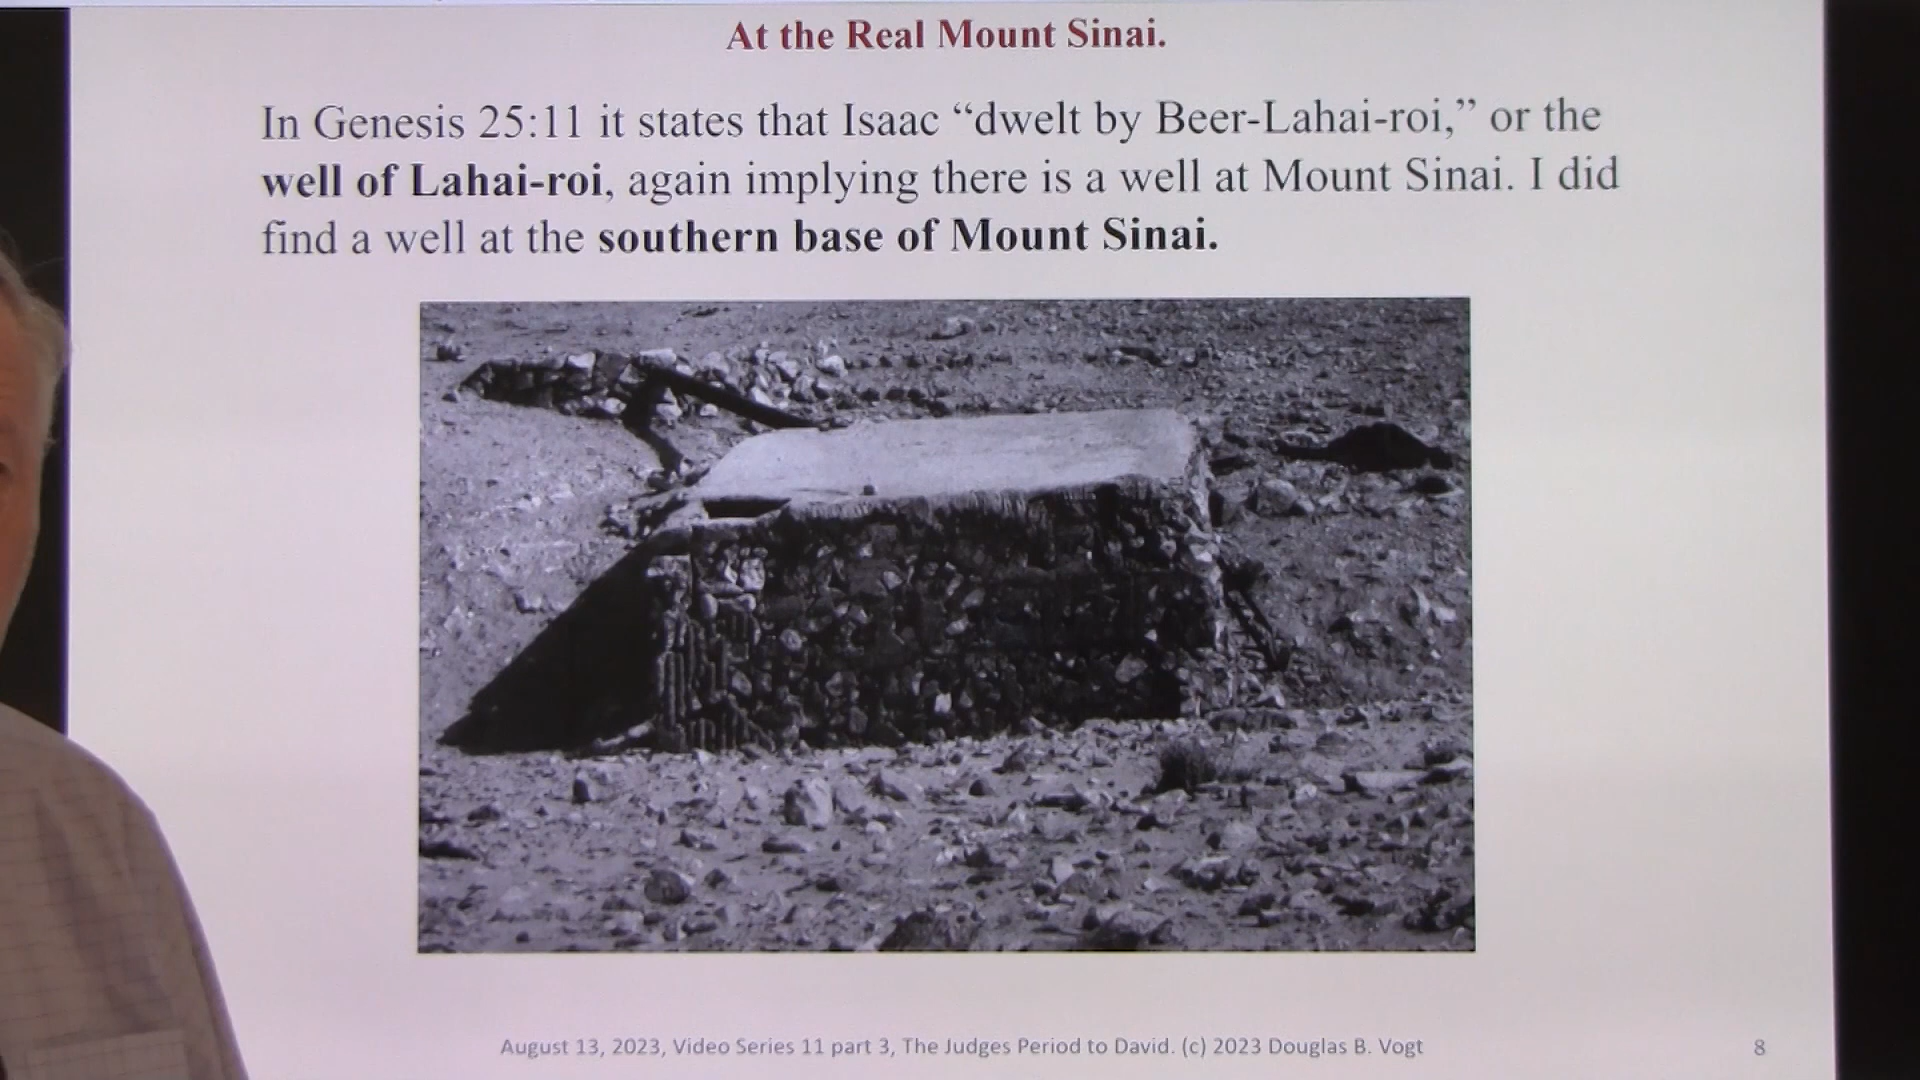 At the Real Mount Sinai.
In Genesis 25:11 it states that Isaac “dwelt by Beer-Lahai-roi,” or the
well of Lahai-roi, again implying there is a well at Mount Sinai. I did
find a well at the southern base of Mount Sinai.
August 13, 2023, Video Series 11 part 3, The Judges Period to David. (c) 2023 Douglas B. Vogt
8